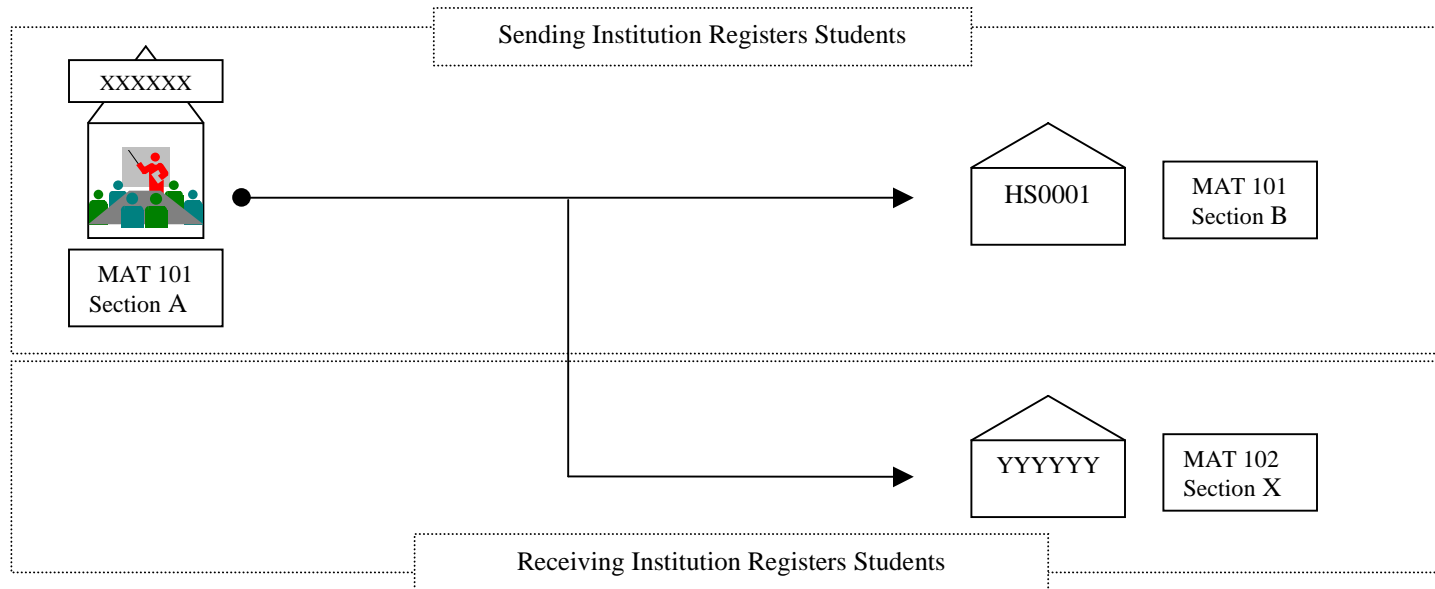 Sending Institution Registers Students
XXXXXX
MAT 101
Section A
HS0001
MAT 101
Section B
YYYYYY
MAT 102
Section X
Receiving Institution Registers Students